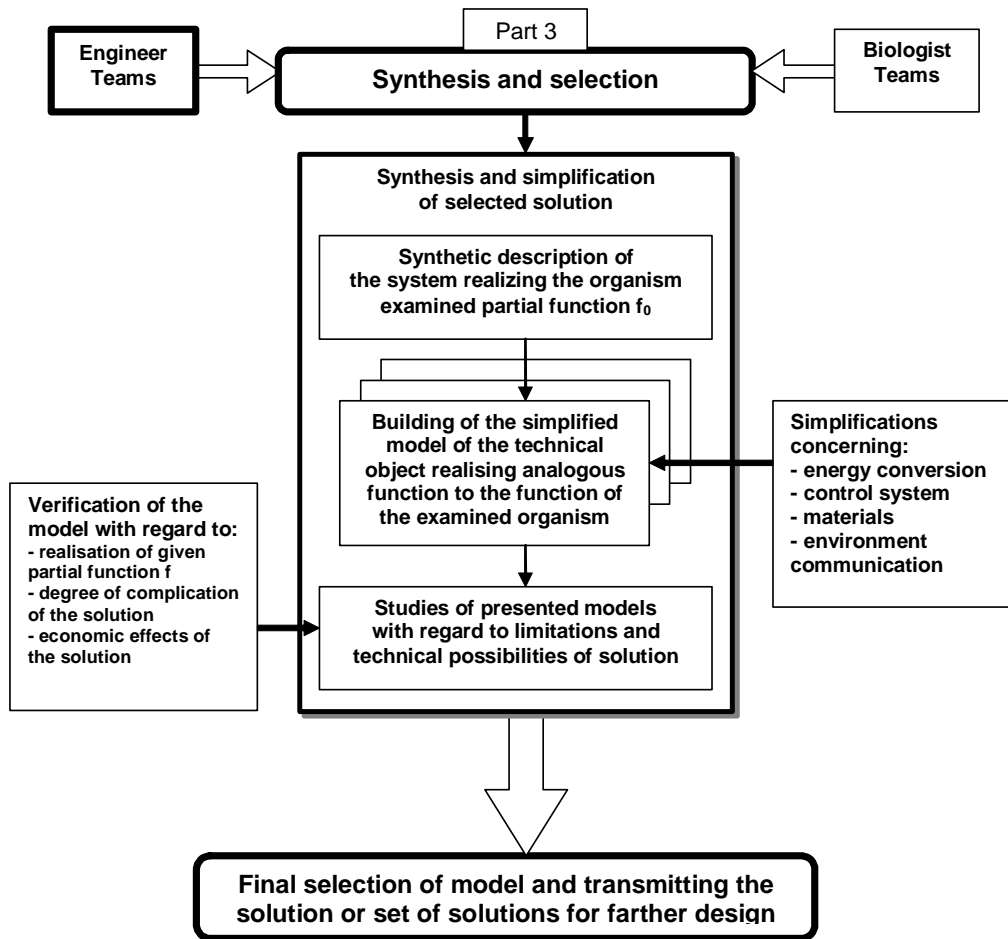 Part 3
Engineer
Teams
Synthesis and selection
Biologist
Teams
Synthesis and simplification
of selected solution
Synthetic description of
the system realizing the organism
examined partial function f₀
Building of the simplified
model of the technical
object realising analogous
function to the function of
the examined organism
Simplifications
concerning:
- energy conversion
- control system
- materials
- environment
communication
Verification of the
model with regard to:
- realisation of given
partial function f
- degree of complication
of the solution
- economic effects of
the solution
Studies of presented models
with regard to limitations and
technical possibilities of solution
Final selection of model and transmitting the
solution or set of solutions for farther design